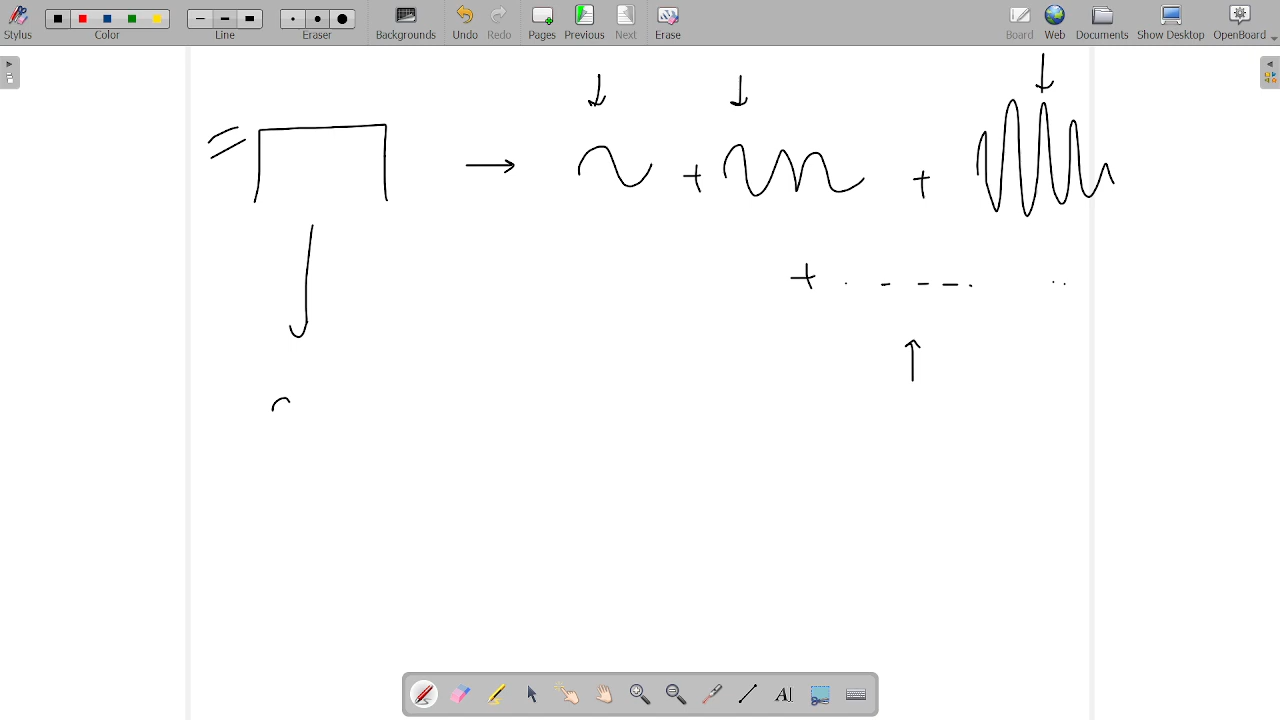 Stylus Color Line Eraser Backgrounds Undo Redo Pages Previous Next Erase Board Web Documents Show Desktop OpenBoard
+ +
+